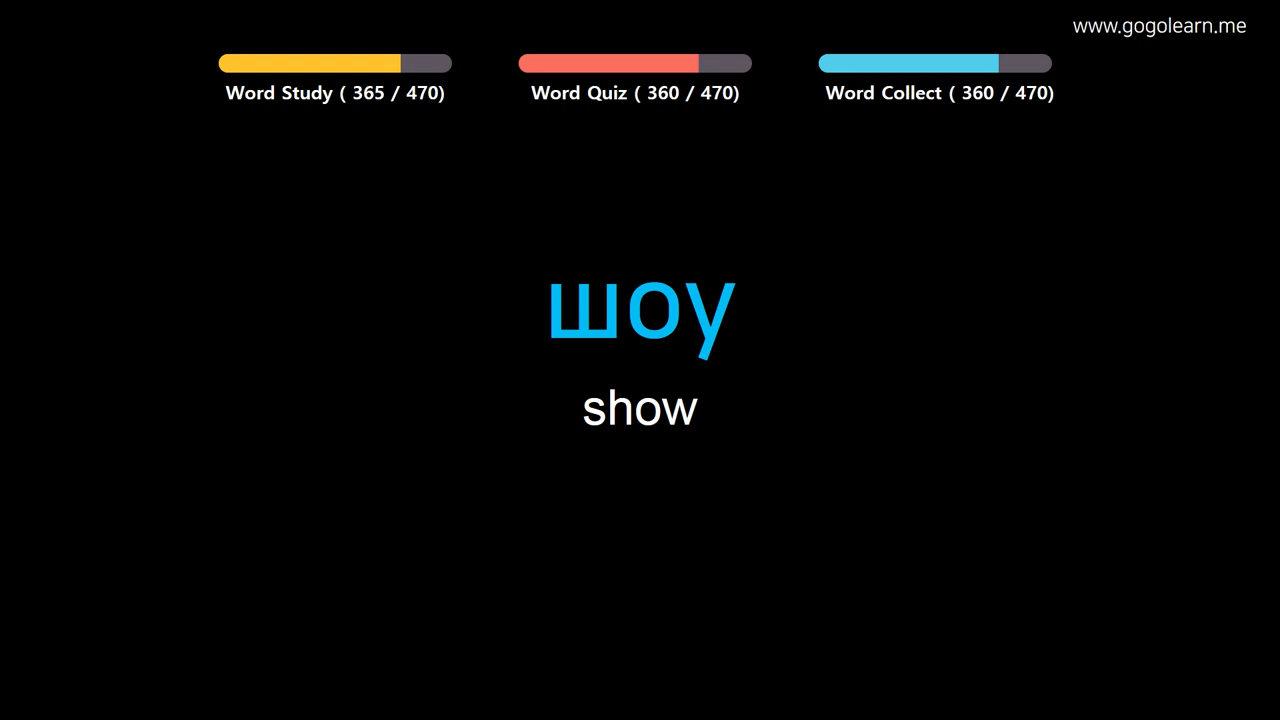 www.gogolearn.me
Word Study ( 365 / 470)
Word Quiz ( 360 / 470)
Word Collect ( 360 / 470)
шоу
show